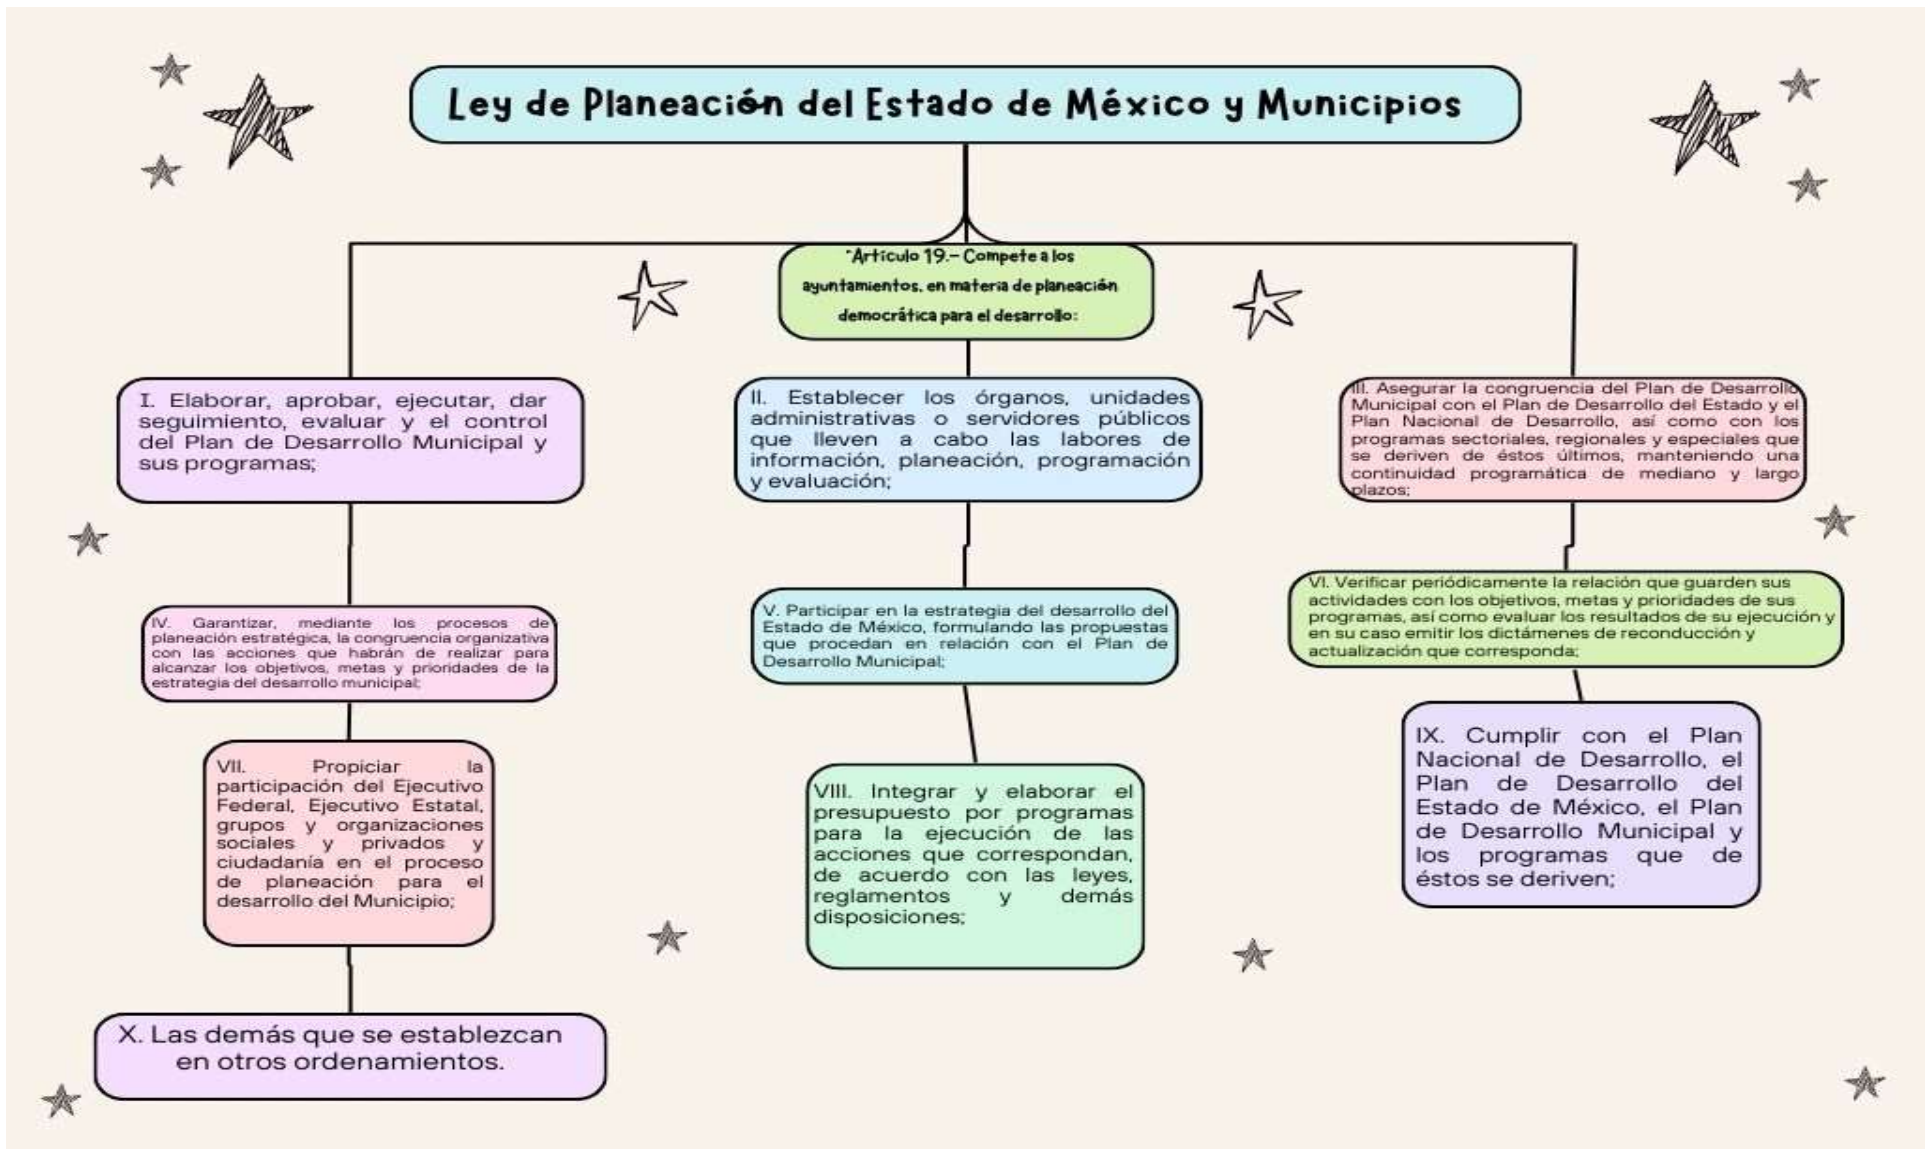 Ley de Planeación del Estado de México y Municipios
"Artículo 19.- Compete a los
ayuntamientos, en materia de planeación
democrática para el desarrollo:
I. Elaborar, aprobar, ejecutar, dar
seguimiento, evaluar y el control
del Plan de Desarrollo Municipal y
sus programas;
II. Establecer los órganos, unidades
administrativas o servidores públicos
que lleven a cabo las labores de
información, planeación, programación
y evaluación;
III. Asegurar la congruencia del Plan de Desarrollo
Municipal con el Plan de Desarrollo del Estado y el
Plan Nacional de Desarrollo, así como con los
programas sectoriales, regionales y especiales que
se deriven de éstos últimos, manteniendo una
continuidad programática de mediano y largo
plazos;
IV. Garantizar, mediante los procesos de
planeación estratégica, la congruencia organizativa
con las acciones que habrán de realizar para
alcanzar los objetivos, metas y prioridades de la
estrategia del desarrollo municipal;
V. Participar en la estrategia del desarrollo del
Estado de México, formulando las propuestas
que procedan en relación con el Plan de
Desarrollo Municipal;
VI. Verificar periódicamente la relación que guarden sus
actividades con los objetivos, metas y prioridades de sus
programas, así como evaluar los resultados de su ejecución y
en su caso emitir los dictámenes de reconducción y
actualización que corresponda;
VII. Propiciar la
participación del Ejecutivo
Federal, Ejecutivo Estatal,
grupos y organizaciones
sociales y privados y
ciudadanía en el proceso
de planeación para el
desarrollo del Municipio;
VIII. Integrar y elaborar el
presupuesto por programas
para la ejecución de las
acciones que correspondan,
de acuerdo con las leyes,
reglamentos y demás
disposiciones;
IX. Cumplir con el Plan
Nacional de Desarrollo, el
Plan de Desarrollo del
Estado de México, el Plan
de Desarrollo Municipal y
los programas que de
éstos se deriven;
X. Las demás que se establezcan
en otros ordenamientos.